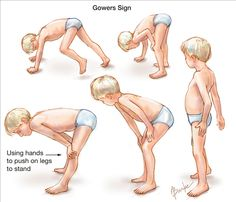 Gowers Sign
Using hands
to push on legs
to stand